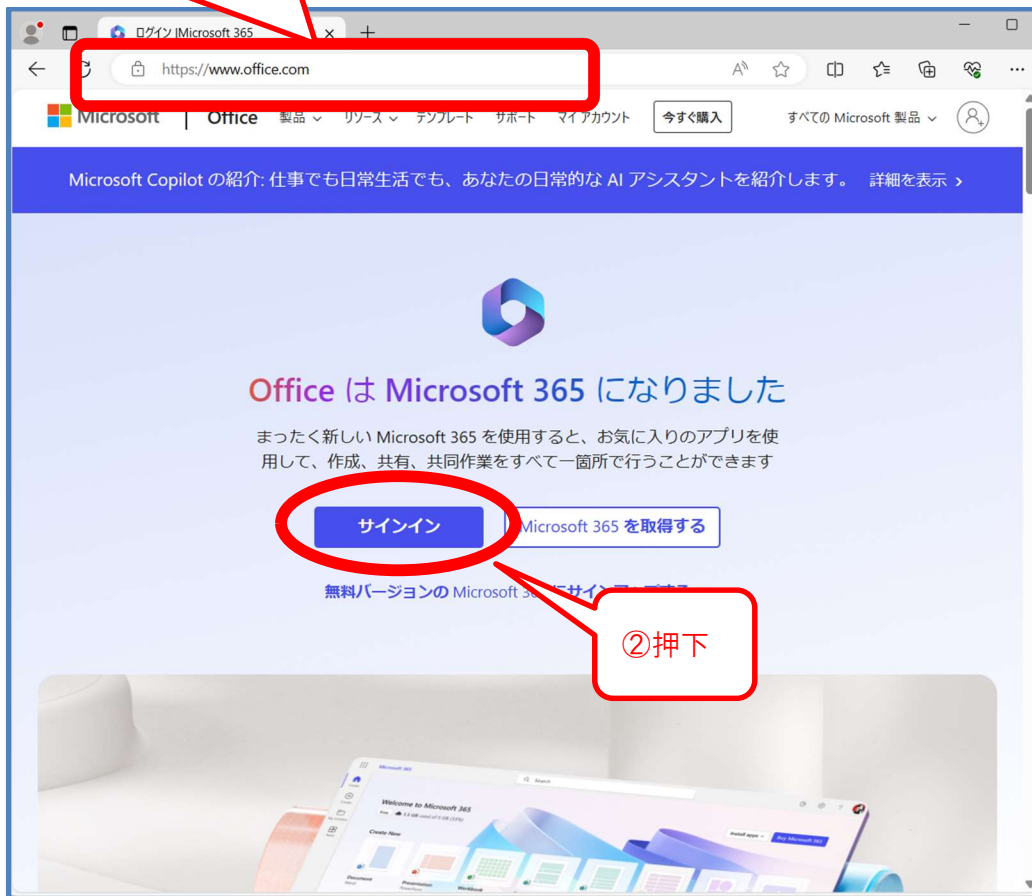 ログイン |Microsoft 365
https://www.office.com
Microsoft | Office 製品 リソース テンプレート サポート マイ アカウント 今すぐ購入 すべての Microsoft 製品
Microsoft Copilot の紹介: 仕事でも日常生活でも、あなたの日常的な AI アシスタントを紹介します。 詳細を表示 >
Office は Microsoft 365 になりました
まったく新しい Microsoft 365 を使用すると、お気に入りのアプリを使
用して、作成、共有、共同作業をすべて一箇所で行うことができます
サインイン Microsoft 365 を取得する
無料バージョンの Microsoft
②押下
Microsoft 365
Search
Welcome to Microsoft 365
Install apps Buy Microsoft 365
Create New
Document Presentation Workbook